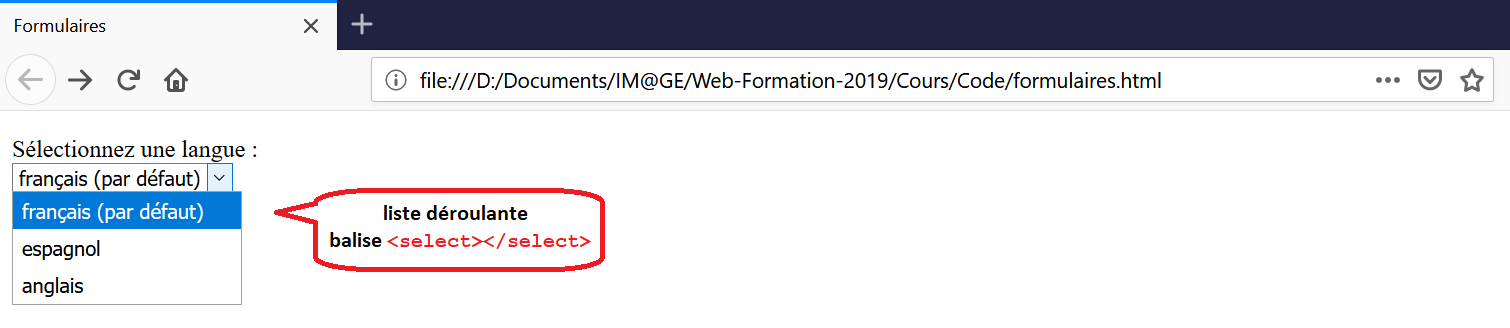 Formulaires
file:///D:/Documents/IM@GE/Web-Formation-2019/Cours/Code/formulaires.html
Sélectionnez une langue :
français (par défaut)
français (par défaut)
espagnol
anglais
liste déroulante
balise <select></select>